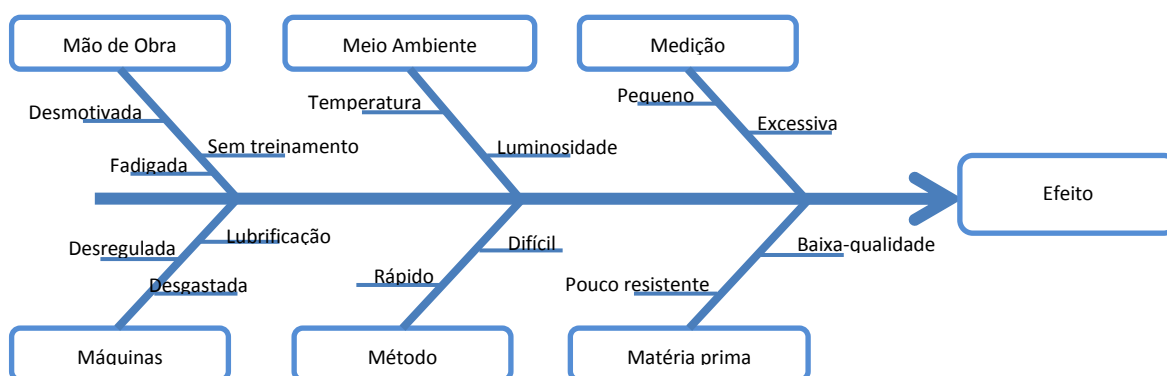 Mão de Obra
Meio Ambiente
Medição
Pequeno
Temperatura
Desmotivada
Excessiva
Sem treinamento
Luminosidade
Fadigada
Efeito
Lubrificação
Difícil
Baixa-qualidade
Desregulada
Rápido
Pouco resistente
Desgastada
Máquinas
Método
Matéria prima